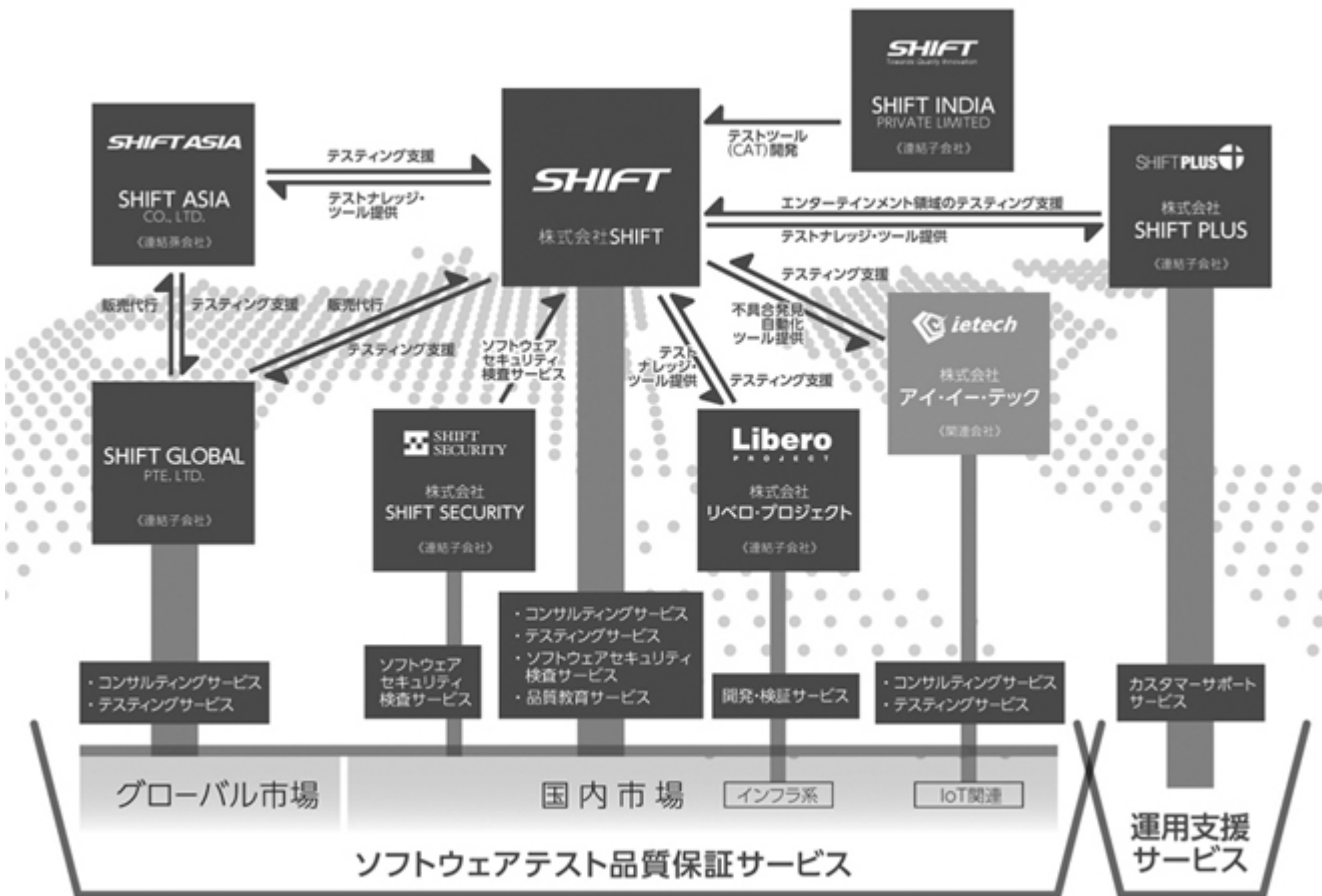 SHIFT
Towards Quality Innovation
SHIFT INDIA
PRIVATE LIMITED
〈連結子会社〉
SHIFT ASIA
SHIFT ASIA
CO., LTD.
〈連結子会社〉
テスティング支援
テストナレッジ・
ツール提供
SHIFT
株式会社SHIFT
テストツール
(CAT)開発
SHIFT PLUS
株式会社
SHIFT PLUS
〈連結子会社〉
エンターテインメント領域のテスティング支援
テストナレッジ・ツール提供
販売代行
テスティング支援
販売代行
テスティング支援
ソフトウェア
セキュリティ
検査サービス
テスト
ナレッジ・
ツール提供
テスティング支援
不具合発見
自動化
ツール提供
テスティング支援
ietech
株式会社
アイ・イー・テック
〈関連会社〉
SHIFT GLOBAL
PTE. LTD.
〈連結子会社〉
SHIFT
SECURITY
株式会社
SHIFT SECURITY
〈連結子会社〉
Libero
PROJECT
株式会社
リベロ・プロジェクト
〈連結子会社〉
・コンサルティングサービス
・テスティングサービス
ソフトウェア
セキュリティ
検査サービス
・コンサルティングサービス
・テスティングサービス
・ソフトウェアセキュリティ
検査サービス
・品質教育サービス
開発・検証サービス
・コンサルティングサービス
・テスティングサービス
カスタマーサポート
サービス
グローバル市場
国内市場
インフラ系
IoT関連
ソフトウェアテスト品質保証サービス
運用支援
サービス